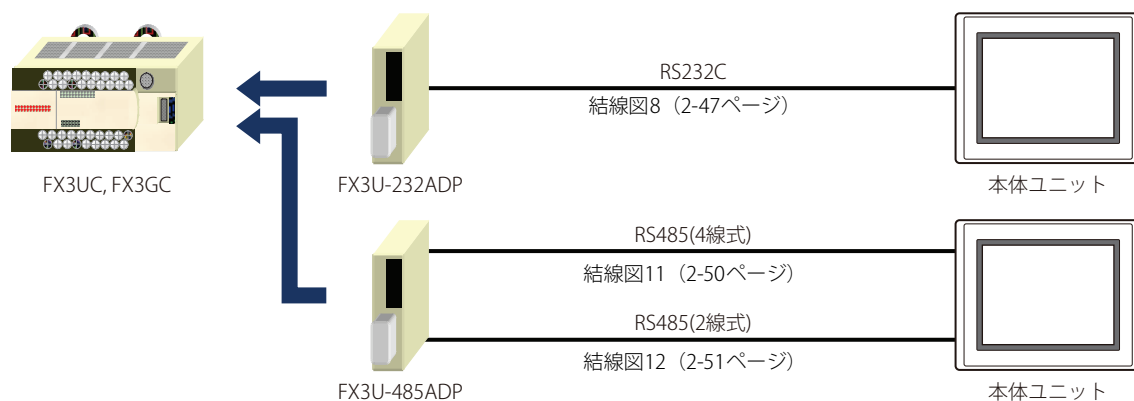 RS232C
結線図8（2-47ページ）
FX3UC, FX3GC
FX3U-232ADP
本体ユニット
RS485(4線式)
結線図11（2-50ページ）
RS485(2線式)
結線図12（2-51ページ）
FX3U-485ADP
本体ユニット